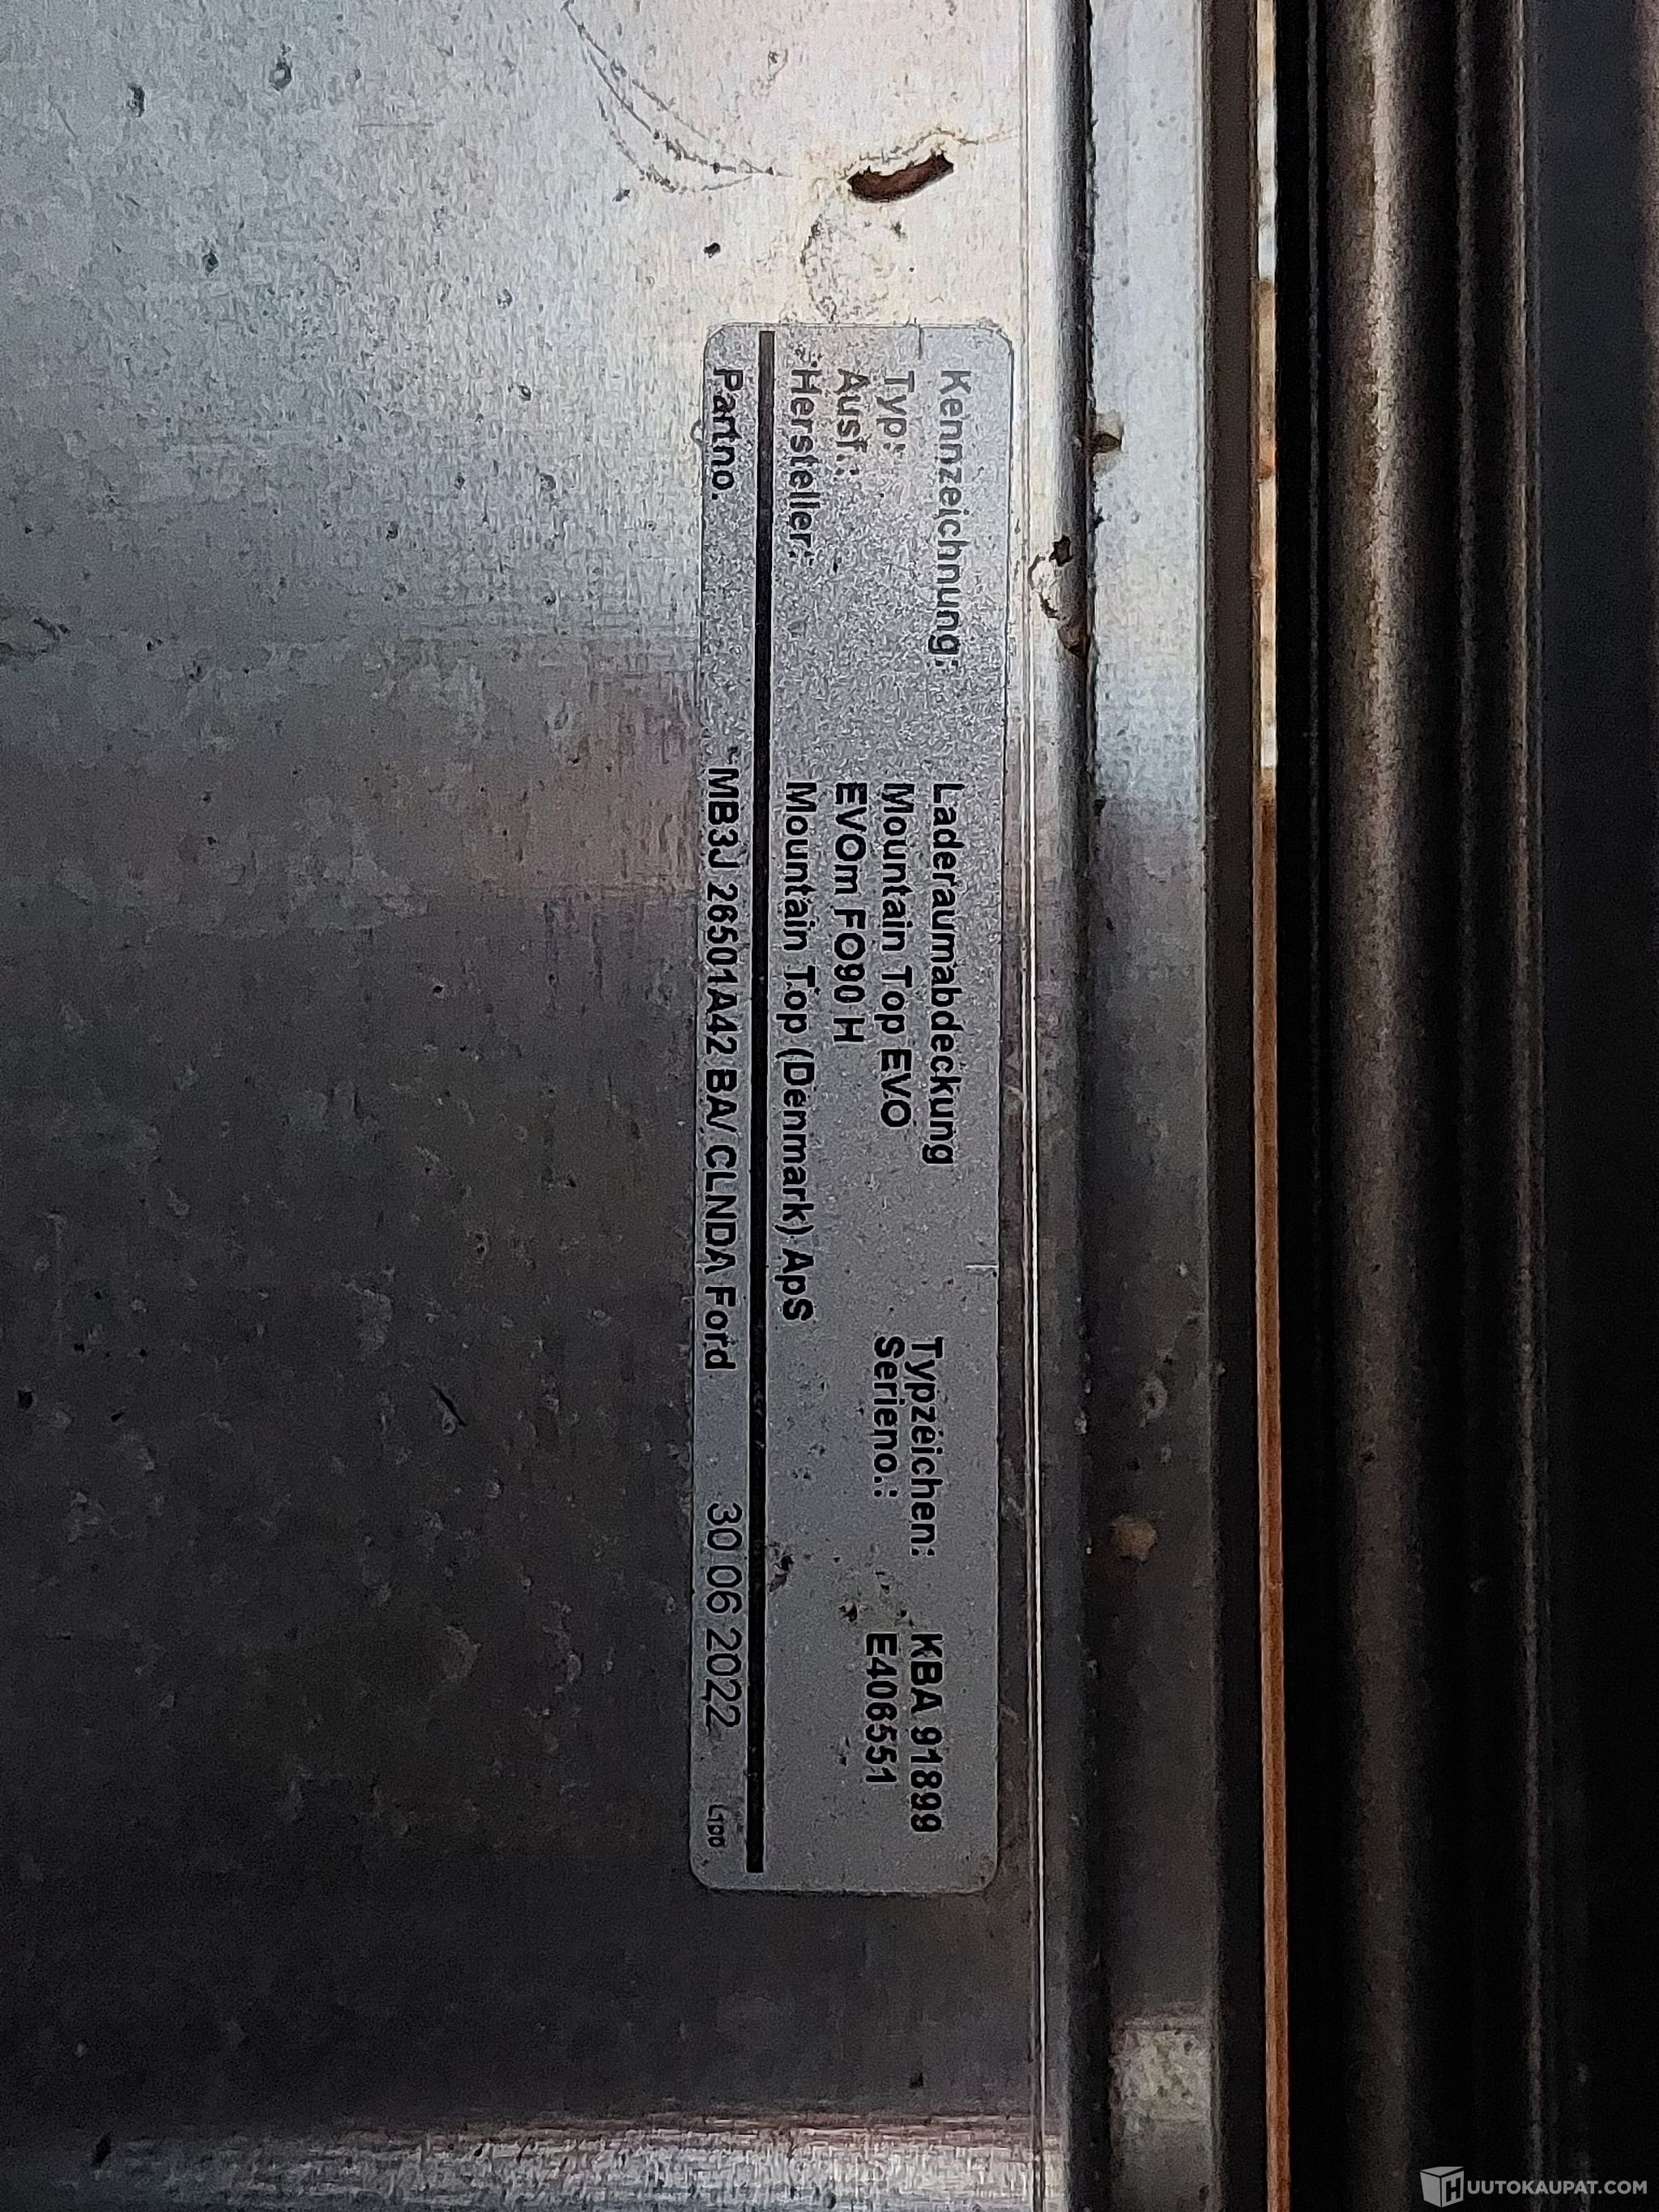 Kennzeichnung: Laderaumabdeckung Typzeichen: KBA 91899
Typ: Mountain Top EVO Serieno.: E406551
Ausf.: EVOm FO90 H
Hersteller: Mountain Top (Denmark) ApS
Partno. MB3J 26501A42 BA/ CLNDA Ford 30 06 2022
HUUTOKAUPAT.COM